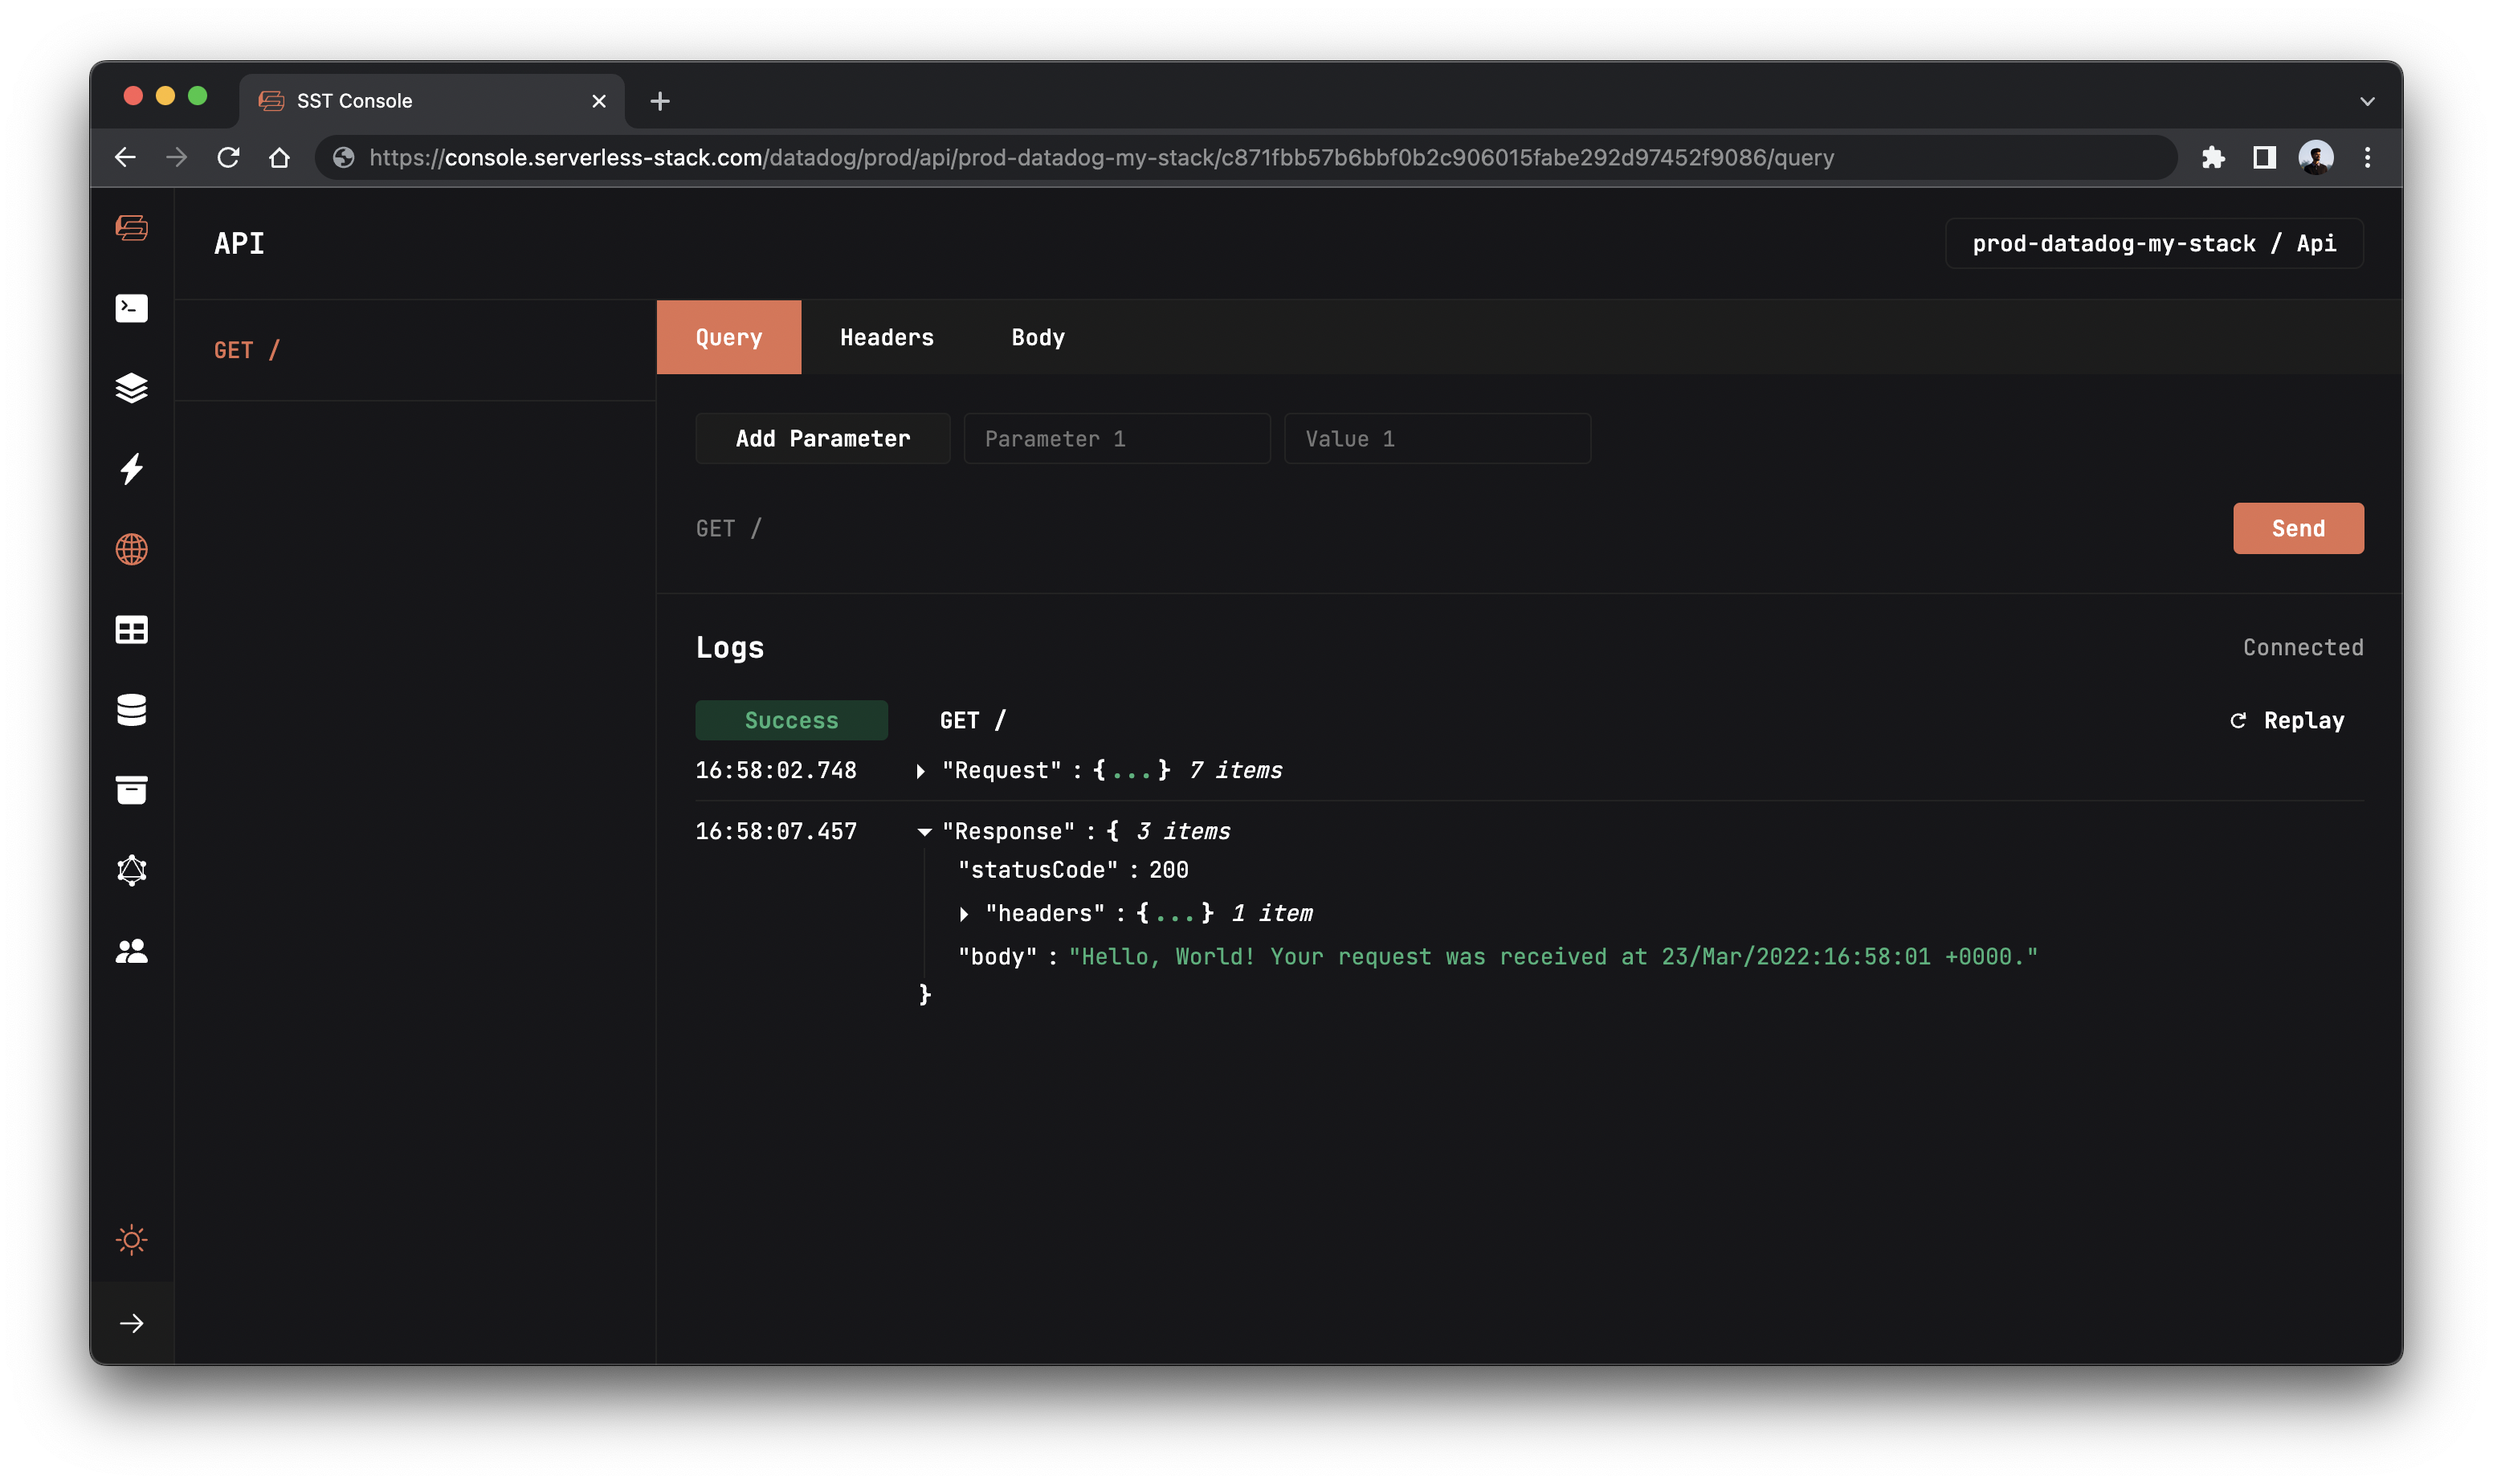 SST Console
https://console.serverless-stack.com/datadog/prod/api/prod-datadog-my-stack/c871fbb57b6bbf0b2c906015fabe292d97452f9086/query
API
prod-datadog-my-stack / Api
GET /
Query Headers Body
Add Parameter Parameter 1 Value 1
GET /
Send
Logs
Connected
Success GET / Replay
16:58:02.748 "Request" : {...} 7 items
16:58:07.457 "Response" : { 3 items
"statusCode" : 200
"headers" : {...} 1 item
"body" : "Hello, World! Your request was received at 23/Mar/2022:16:58:01 +0000."
}